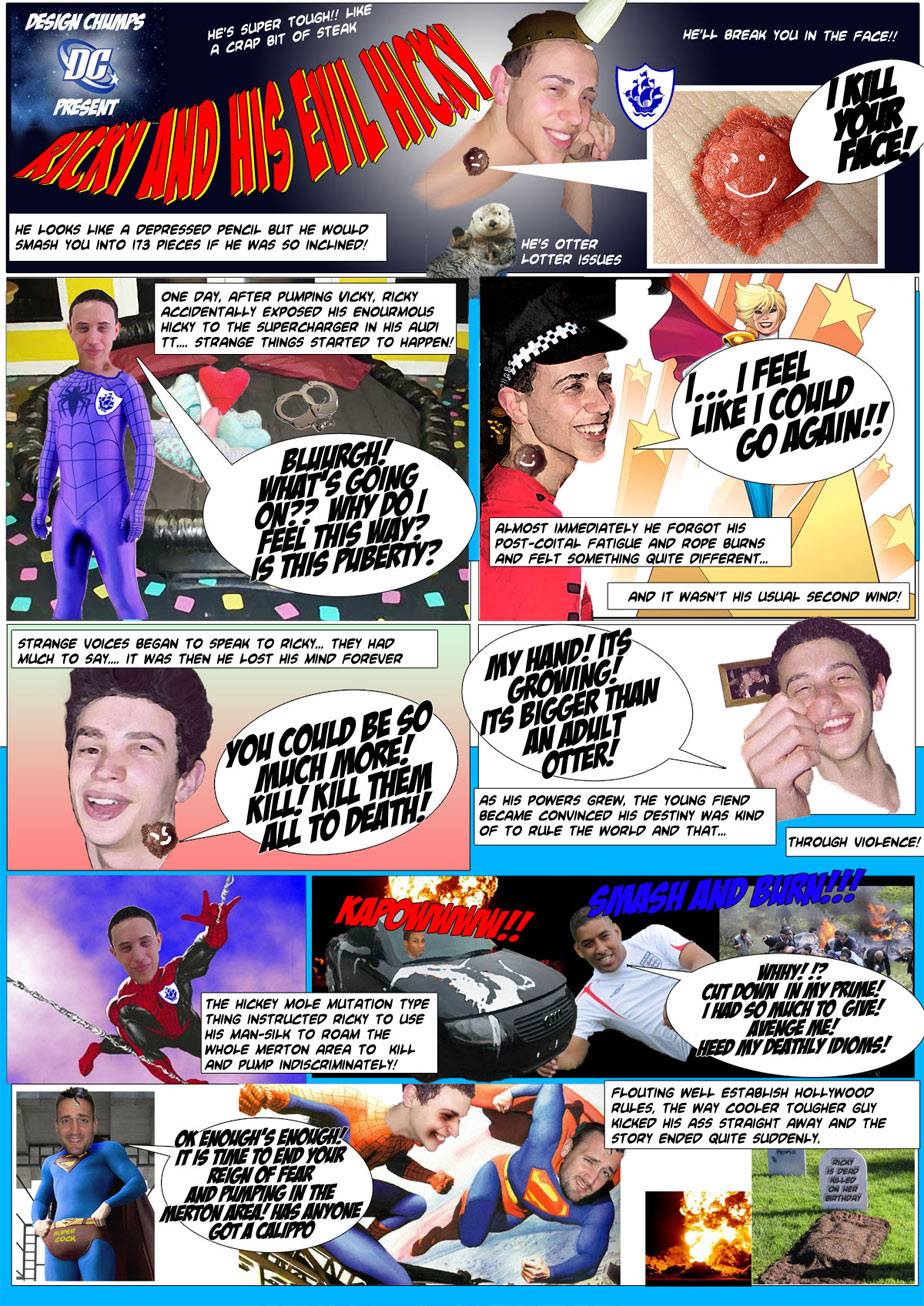 DESIGN CHUMPS
DC
PRESENT
HE'S SUPER TOUGH!! LIKE
A CRAP BIT OF STEAK
HE'LL BREAK YOU IN THE FACE!!
RICKY AND HIS EVIL HICKY
I KILL
YOUR
FACE!
HE LOOKS LIKE A DEPRESSED PENCIL BUT HE WOULD
SMASH YOU INTO 173 PIECES IF HE WAS SO INCLINED!
HE'S OTTER
LOTTER ISSUES
ONE DAY, AFTER PUMPING VICKY, RICKY
ACCIDENTALLY EXPOSED HIS ENOURMOUS
HICKY TO THE SUPERCHARGER IN HIS AUDI
TT.... STRANGE THINGS STARTED TO HAPPEN!
BLUURGH!
WHAT'S GOING
ON?? WHY DO I
FEEL THIS WAY?
IS THIS PUBERTY?
I... I FEEL
LIKE I COULD
GO AGAIN!!
ALMOST IMMEDIATELY HE FORGOT HIS
POST-COITAL FATIGUE AND ROPE BURNS
AND FELT SOMETHING QUITE DIFFERENT...
AND IT WASN'T HIS USUAL SECOND WIND!
STRANGE VOICES BEGAN TO SPEAK TO RICKY... THEY HAD
MUCH TO SAY.... IT WAS THEN HE LOST HIS MIND FOREVER
YOU COULD BE SO
MUCH MORE!
KILL! KILL THEM
ALL TO DEATH!
MY HAND! ITS
GROWING!
ITS BIGGER THAN
AN ADULT
OTTER!
AS HIS POWERS GREW, THE YOUNG FIEND
BECAME CONVINCED HIS DESTINY WAS KIND
OF TO RULE THE WORLD AND THAT...
THROUGH VIOLENCE!
THE HICKEY MOLE MUTATION TYPE
THING INSTRUCTED RICKY TO USE
HIS MAN-SILK TO ROAM THE
WHOLE MERTON AREA TO KILL
AND PUMP INDISCRIMINATELY!
KAPOWWWW!!
SMASH AND BURN!!!
WHHY! !?
CUT DOWN IN MY PRIME!
I HAD SO MUCH TO GIVE!
AVENGE ME!
HEED MY DEATHLY IDIOMS!
SUPER
COCK
OK ENOUGH'S ENOUGH!
IT IS TIME TO END YOUR
REIGN OF FEAR
AND PUMPING IN THE
MERTON AREA! HAS ANYONE
GOT A CALIPPO
FLOUTING WELL ESTABLISH HOLLYWOOD
RULES, THE WAY COOLER TOUGHER GUY
KICKED HIS ASS STRAIGHT AWAY AND THE
STORY ENDED QUITE SUDDENLY.
PEOPLE
RICKY
IS DEAD
KILLED
ON HER
BIRTHDAY